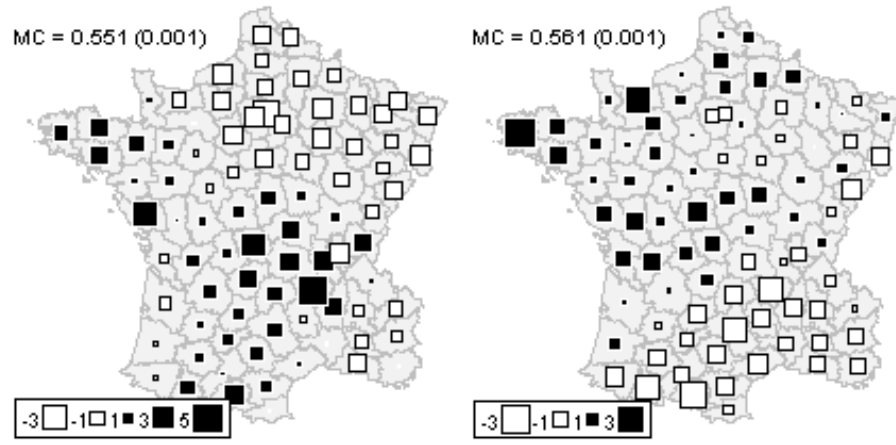 MC = 0.551 (0.001)
MC = 0.561 (0.001)
-3 -1 1 3 5
-3 -1 1 3